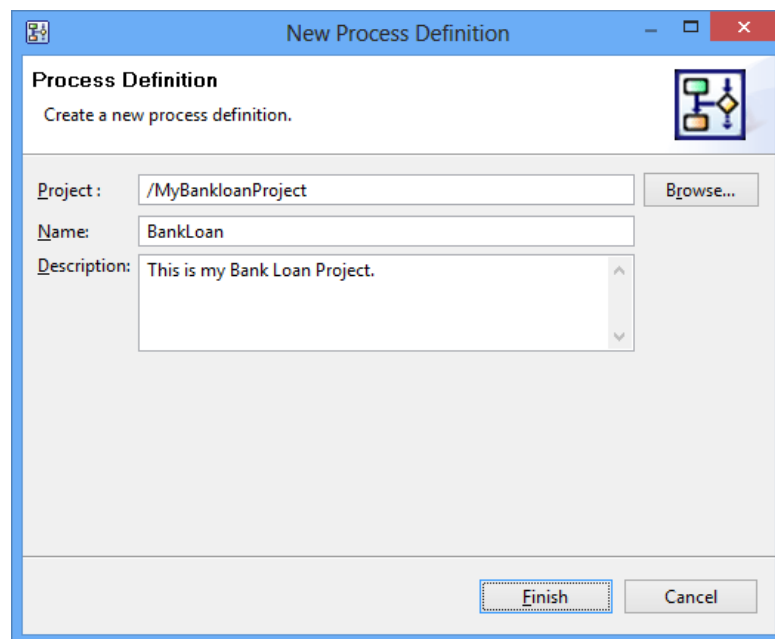 New Process Definition
Process Definition
Create a new process definition.
Project : /MyBankloanProject Browse...
Name: BankLoan
Description: This is my Bank Loan Project.
Finish Cancel